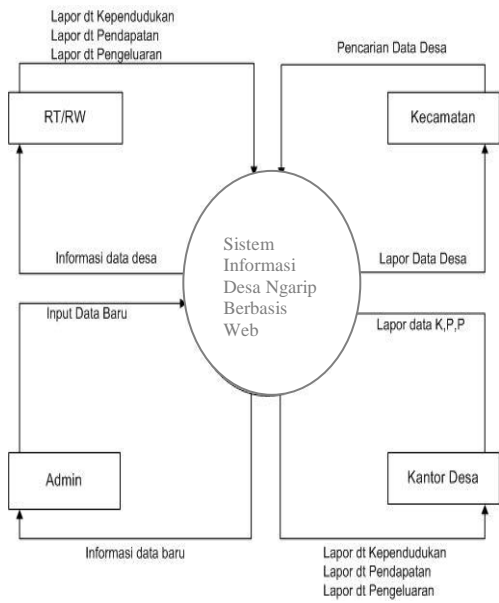 Lapor dt Kependudukan
Lapor dt Pendapatan
Lapor dt Pengeluaran
Pencarian Data Desa
RT/RW
Kecamatan
Sistem
Informasi
Desa Ngarip
Berbasis
Web
Informasi data desa
Lapor Data Desa
Input Data Baru
Lapor data K,P,P
Admin
Kantor Desa
Informasi data baru
Lapor dt Kependudukan
Lapor dt Pendapatan
Lapor dt Pengeluaran